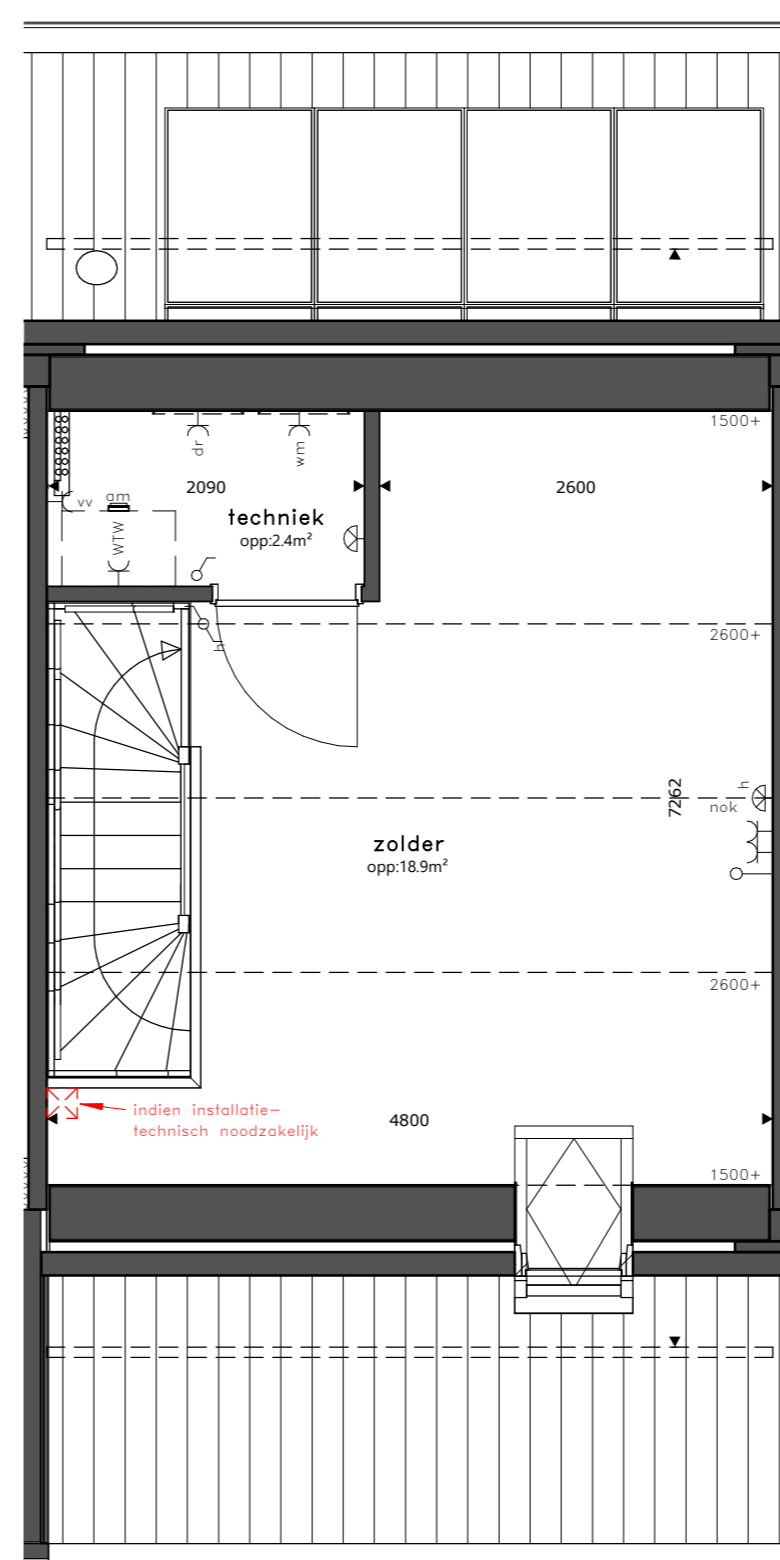 1500+
dr
wm
vv
am
2090
2600
techniek
opp:2.4m²
WTW
hl
2600+
7262
h
nok
zolder
opp:18.9m²
2600+
indien installatie–
technisch noodzakelijk
4800
1500+